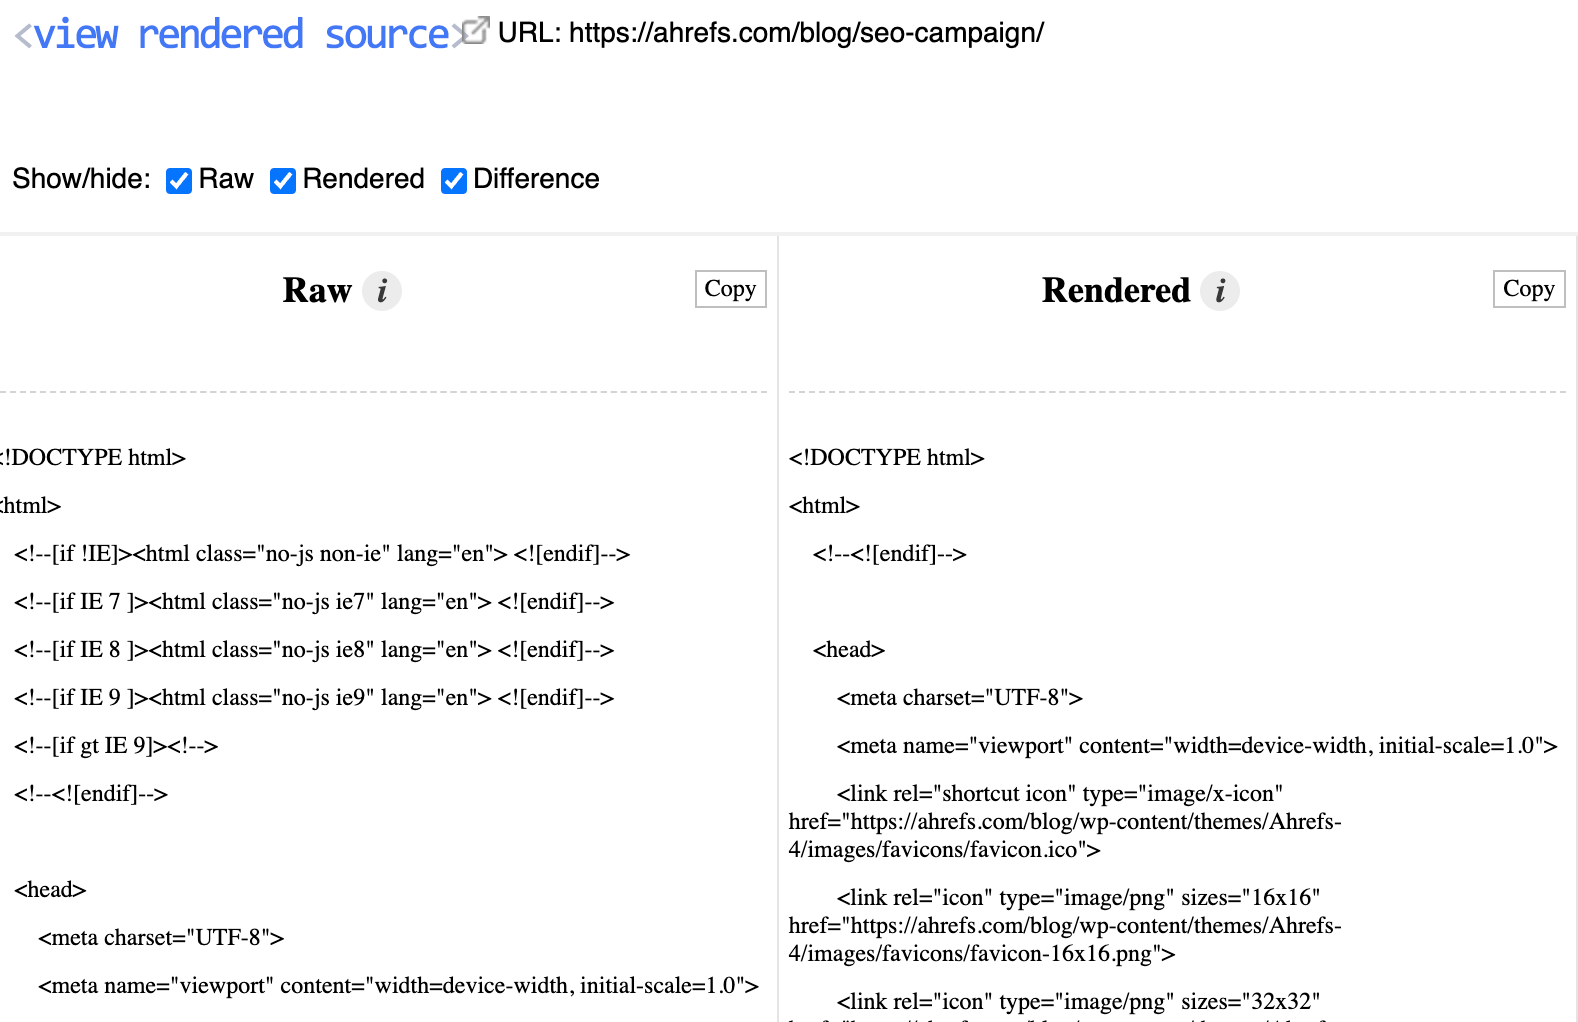 <view rendered source> URL: https://ahrefs.com/blog/seo-campaign/
Show/hide: Raw Rendered Difference
Raw i Copy
<!DOCTYPE html>
<html>
<!--[if !IE]><html class="no-js non-ie" lang="en"> <![endif]-->
<!--[if IE 7 ]><html class="no-js ie7" lang="en"> <![endif]-->
<!--[if IE 8 ]><html class="no-js ie8" lang="en"> <![endif]-->
<!--[if IE 9 ]><html class="no-js ie9" lang="en"> <![endif]-->
<!--[if gt IE 9]><!-->
<!--<![endif]-->
<head>
<meta charset="UTF-8">
<meta name="viewport" content="width=device-width, initial-scale=1.0">
Rendered i Copy
<!DOCTYPE html>
<html>
<!--<![endif]-->
<head>
<meta charset="UTF-8">
<meta name="viewport" content="width=device-width, initial-scale=1.0">
<link rel="shortcut icon" type="image/x-icon"
href="https://ahrefs.com/blog/wp-content/themes/Ahrefs-
4/images/favicons/favicon.ico">
<link rel="icon" type="image/png" sizes="16x16"
href="https://ahrefs.com/blog/wp-content/themes/Ahrefs-
4/images/favicons/favicon-16x16.png">
<link rel="icon" type="image/png" sizes="32x32"